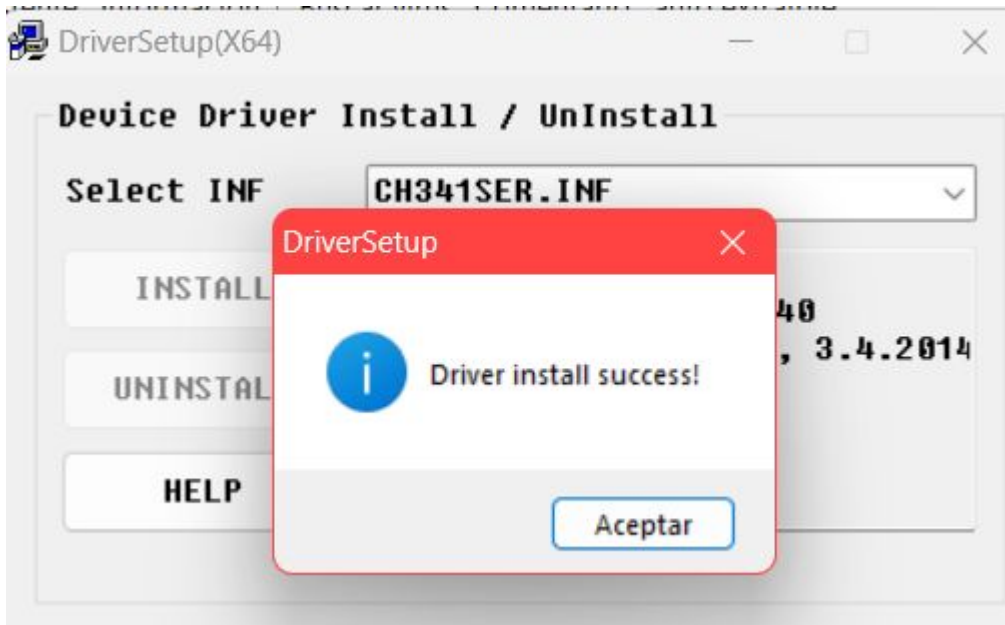 DriverSetup(X64)
Device Driver Install / UnInstall
Select INF
CH341SER.INF
INSTALL
UNINSTAL
HELP
40
, 3.4.2014
DriverSetup
Driver install success!
Aceptar